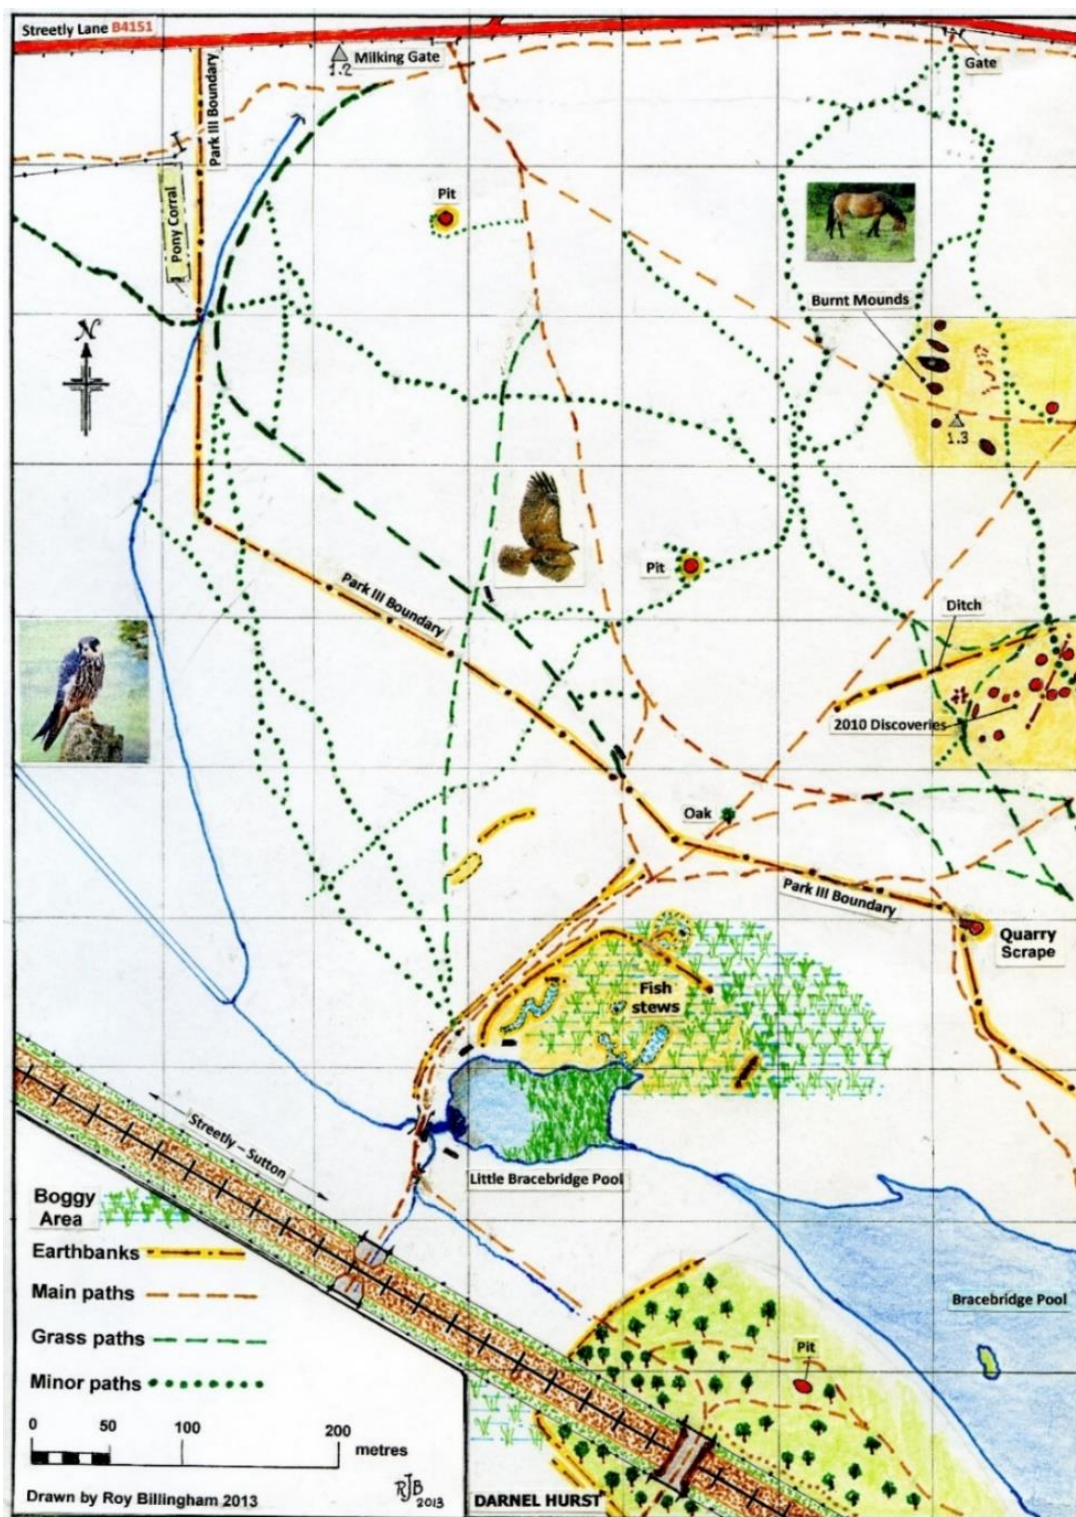 Streetly Lane B4151
Milking Gate
1.2
Gate
Park III Boundary
Pony Corral
Pit
Burnt Mounds
N
1.3
Pit
Park III Boundary
Ditch
2010 Discoveries
Oak
Park III Boundary
Quarry
Scrape
Fish
stews
Streetly – Sutton
Little Bracebridge Pool
Bracebridge Pool
Pit
Boggy
Area
Earthbanks
Main paths
Grass paths
Minor paths
0 50 100 200
metres
Drawn by Roy Billingham 2013
RJB
2013
DARNEL HURST